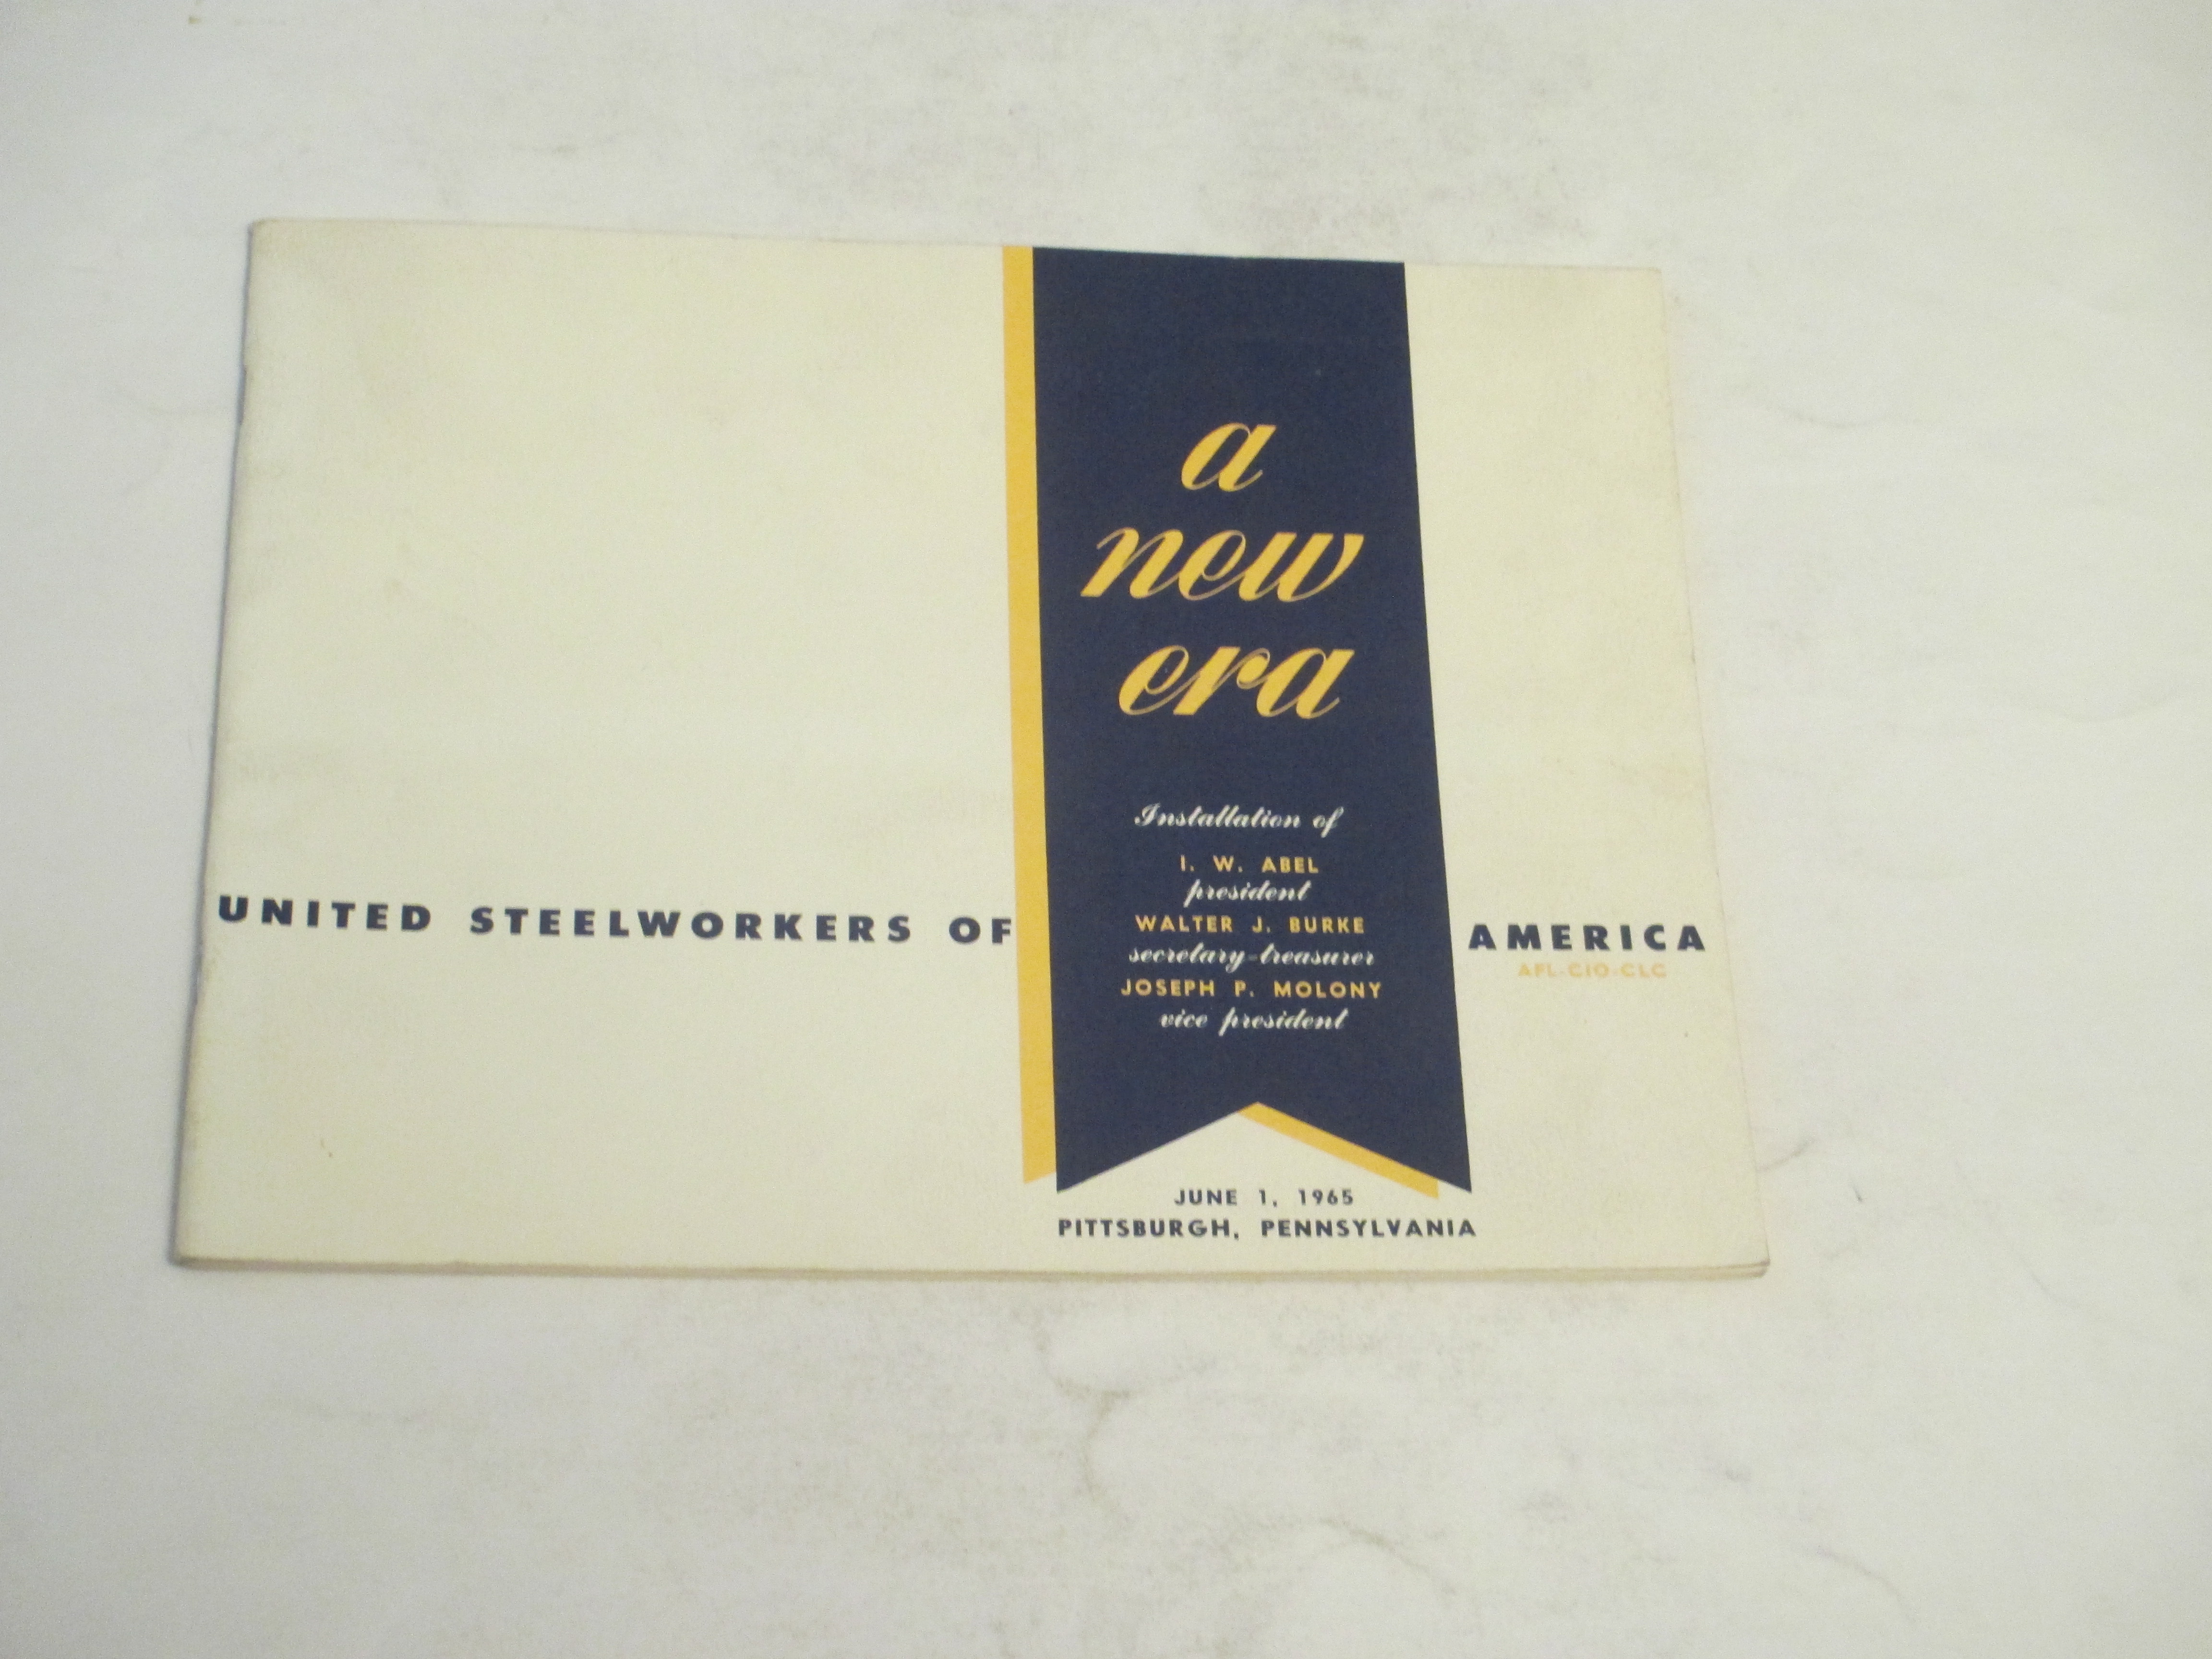 a
new
era
Installation of
I. W. ABEL
president
WALTER J. BURKE
secretary-treasurer
JOSEPH P. MOLONY
vice president
UNITED STEELWORKERS OF AMERICA
AFL-CIO-CLC
JUNE 1, 1965
PITTSBURGH, PENNSYLVANIA